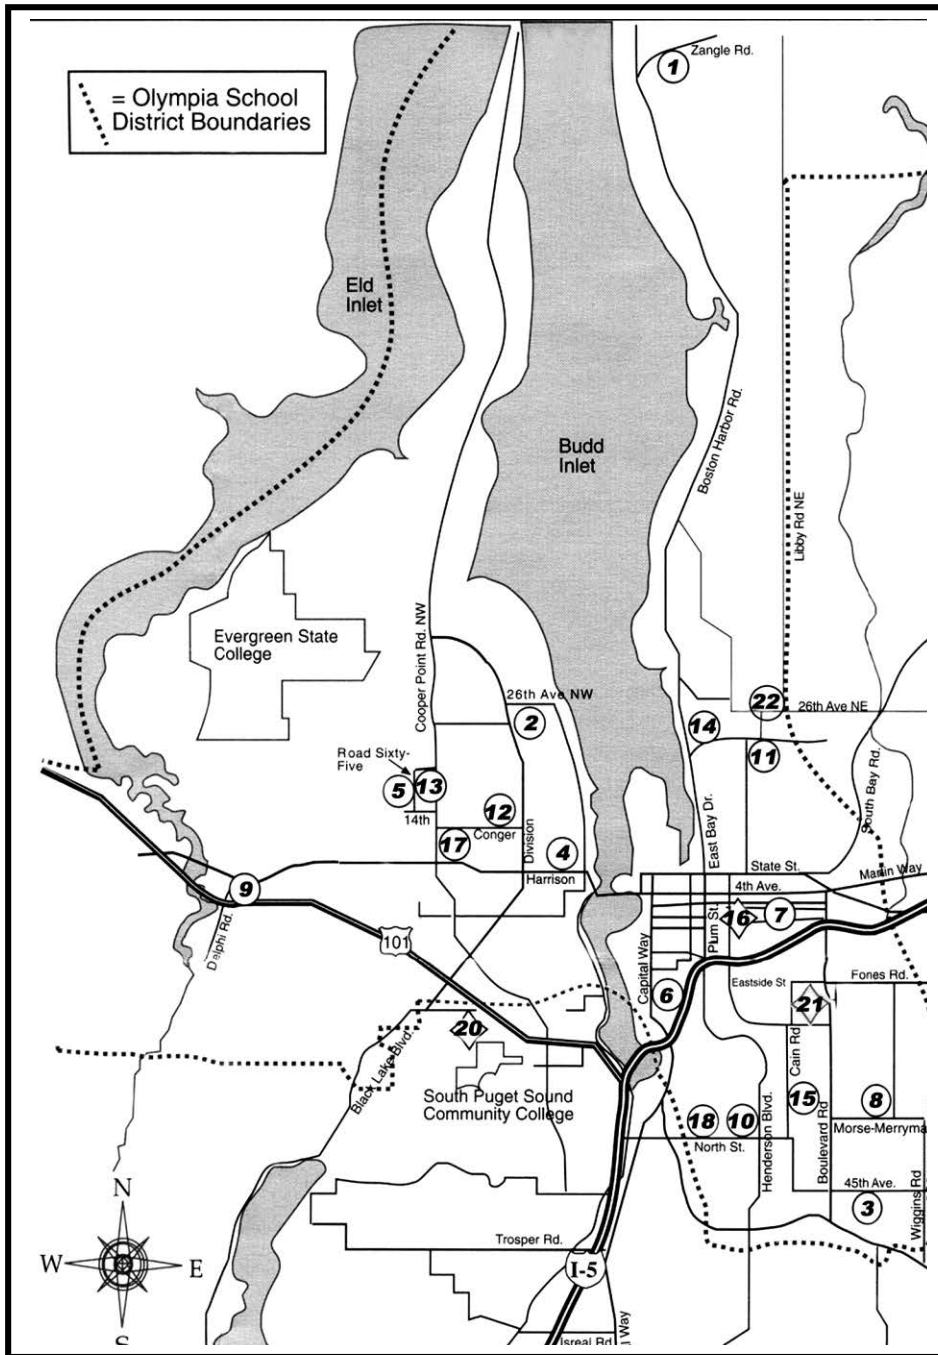 Zangle Rd.
1
= Olympia School
District Boundaries
Eld
Inlet
Budd
Inlet
Boston Harbor Rd.
Libby Rd NE
Evergreen State
College
Cooper Point Rd. NW
26th Ave NW
2
22
26th Ave NE
14
11
Road Sixty-
Five
5
13
14th
12
Conger
17
Division
4
Harrison
East Bay Dr.
South Bay Rd.
State St.
Martin Way
4th Ave.
9
Delphi Rd.
101
Plum St.
16
7
Capital Way
6
Eastside St
Fones Rd.
21
20
Black Lake Blvd.
South Puget Sound
Community College
Cain Rd
15
8
Morse-Merryma
18
10
North St.
Henderson Blvd.
Boulevard Rd
45th Ave.
3
Wiggins Rd
Trosper Rd.
I-5
Isreal Rd
Way
N
W
E
S